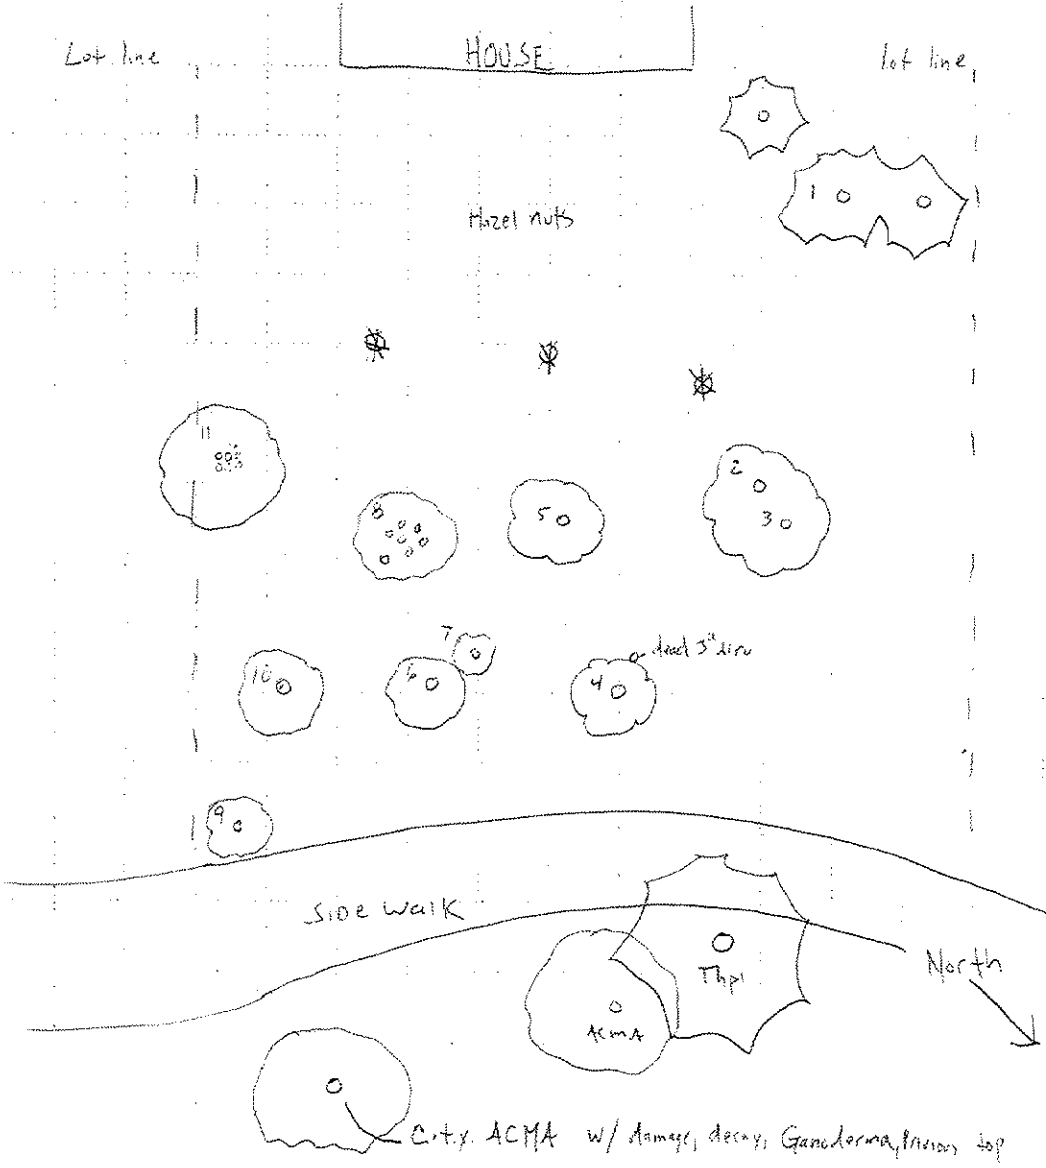 Lot line
HOUSE
lot line
1
Hazel nuts
11
2
8
5
3
7
dead 3"
10
6
4
9
SIDE WALK
North
Thpl
ACMA
City ACMA w/ damage, decay, Ganoderma, Previous top